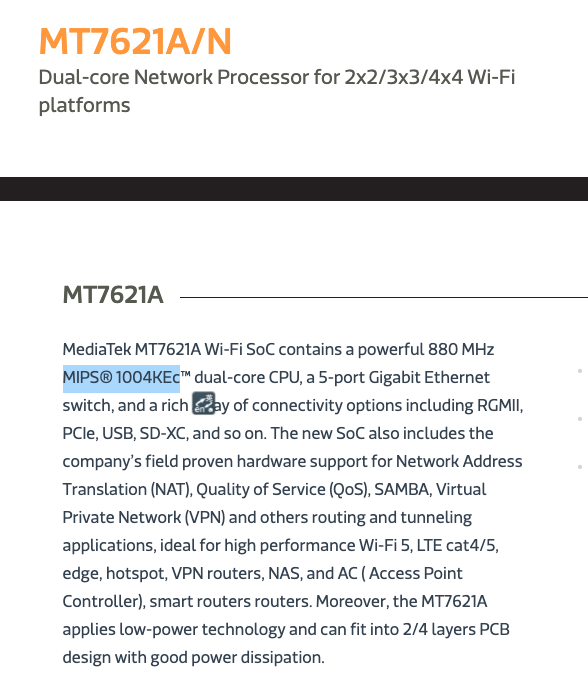 MT7621A/N
Dual-core Network Processor for 2x2/3x3/4x4 Wi-Fi
platforms
MT7621A
MediaTek MT7621A Wi-Fi SoC contains a powerful 880 MHz
MIPS® 1004KEc™ dual-core CPU, a 5-port Gigabit Ethernet
switch, and a rich ay of connectivity options including RGMII,
PCIe, USB, SD-XC, and so on. The new SoC also includes the
company’s field proven hardware support for Network Address
Translation (NAT), Quality of Service (QoS), SAMBA, Virtual
Private Network (VPN) and others routing and tunneling
applications, ideal for high performance Wi-Fi 5, LTE cat4/5,
edge, hotspot, VPN routers, NAS, and AC ( Access Point
Controller), smart routers routers. Moreover, the MT7621A
applies low-power technology and can fit into 2/4 layers PCB
design with good power dissipation.